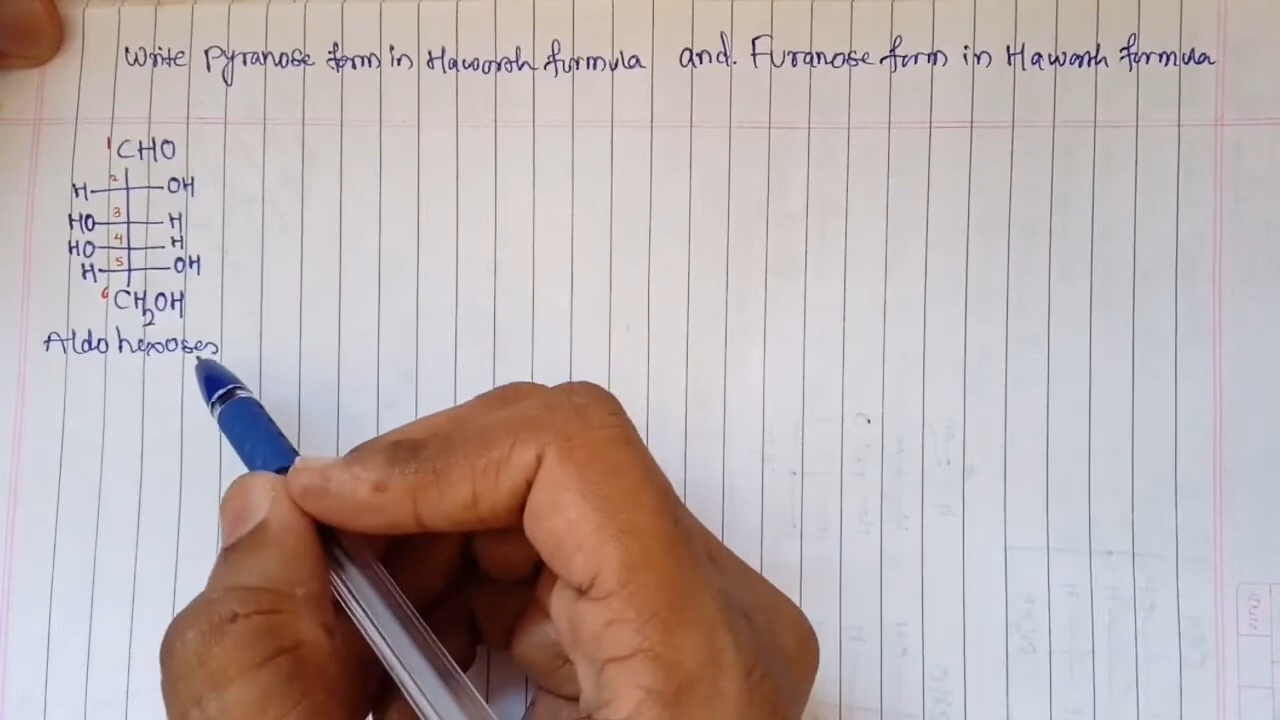 Write Pyranose form in Haworth formula and. Furanose form in Haworth formula
1 CHO
H 2 OH
HO 3 H
HO 4 H
H 5 OH
6 CH2OH
Aldohexoses